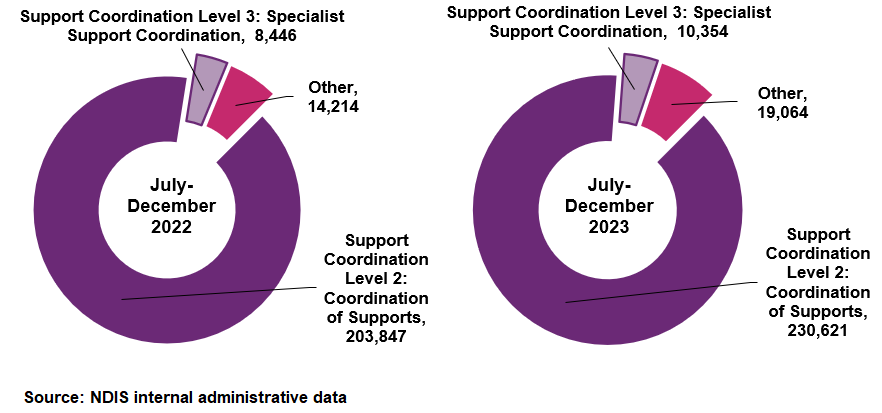 Support Coordination Level 3: Specialist
Support Coordination, 8,446
Other,
14,214
July-
December
2022
Support
Coordination
Level 2:
Coordination
of Supports,
203,847
Support Coordination Level 3: Specialist
Support Coordination, 10,354
Other,
19,064
July-
December
2023
Support
Coordination
Level 2:
Coordination
of Supports,
230,621
Source: NDIS internal administrative data